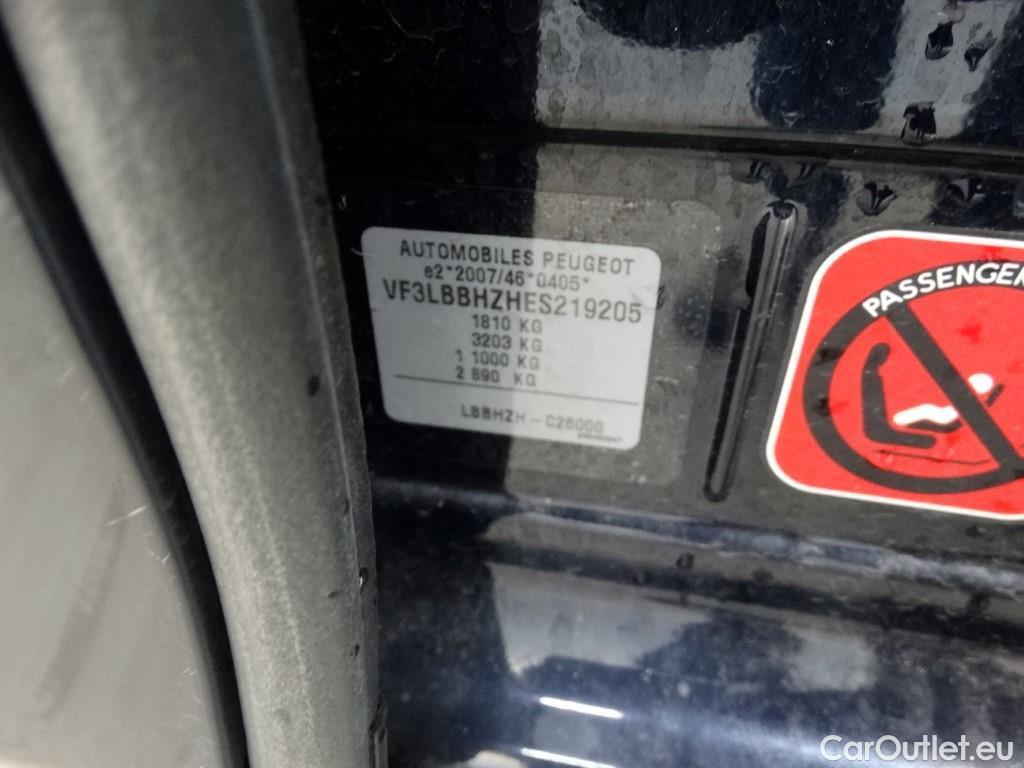 AUTOMOBILES PEUGEOT
e2*2007/46*0405*
VF3LBBHZHES219205
1810 KG
3203 KG
1 1000 KG
2 890 KG
LBBHZH - C26000
PASSENGER
CarOutlet.eu